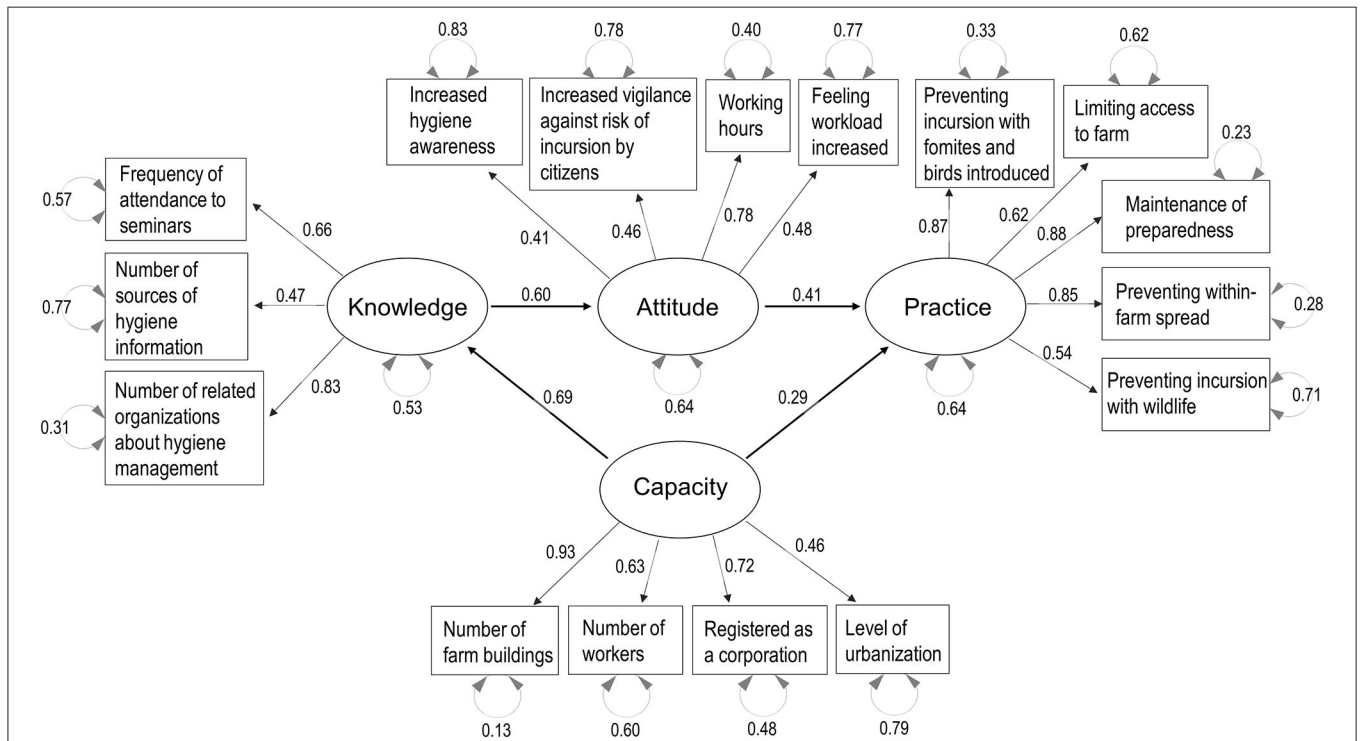 0.83
0.78
0.40
0.77
0.33
0.62
Increased
hygiene
awareness
Increased vigilance
against risk of
incursion by
citizens
Working
hours
Feeling
workload
increased
Preventing
incursion with
fomites and
birds introduced
Limiting access
to farm
0.23
Maintenance of
preparedness
0.57
Frequency of
attendance to
seminars
0.66
0.41
0.46
0.78
0.48
0.87
0.62
0.88
0.77
Number of
sources of
hygiene
information
0.47
Knowledge
0.60
Attitude
0.41
Practice
0.85
Preventing within-
farm spread
0.28
0.54
Preventing incursion
with wildlife
0.71
0.31
Number of related
organizations
about hygiene
management
0.83
0.53
0.64
0.64
0.69
0.29
Capacity
0.93
0.63
0.72
0.46
Number of
farm buildings
Number of
workers
Registered as
a corporation
Level of
urbanization
0.13
0.60
0.48
0.79